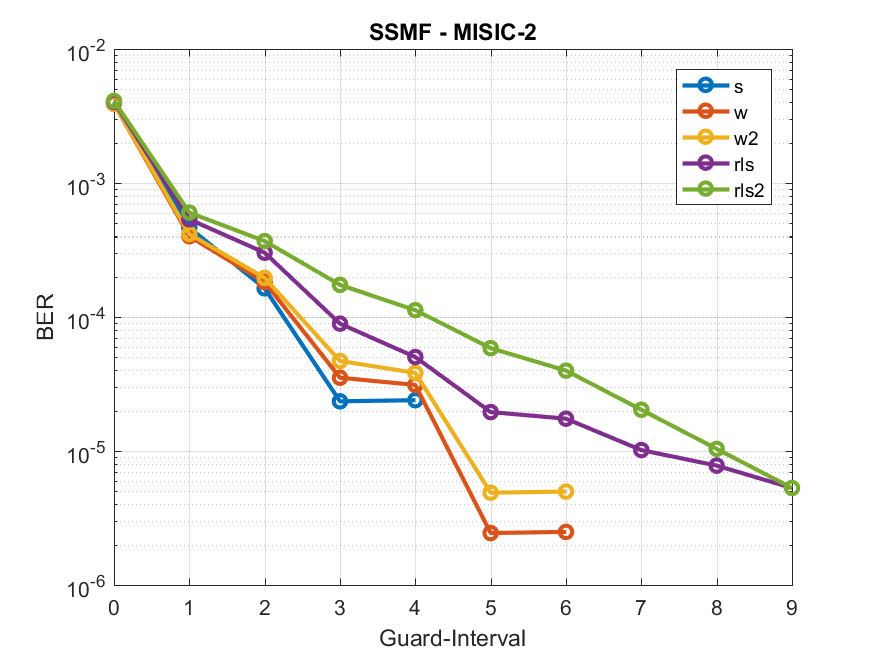 SSMF - MISIC-2
10^-2
10^-3
10^-4
10^-5
10^-6
BER
s
w
w2
rls
rls2
0 1 2 3 4 5 6 7 8 9
Guard-Interval